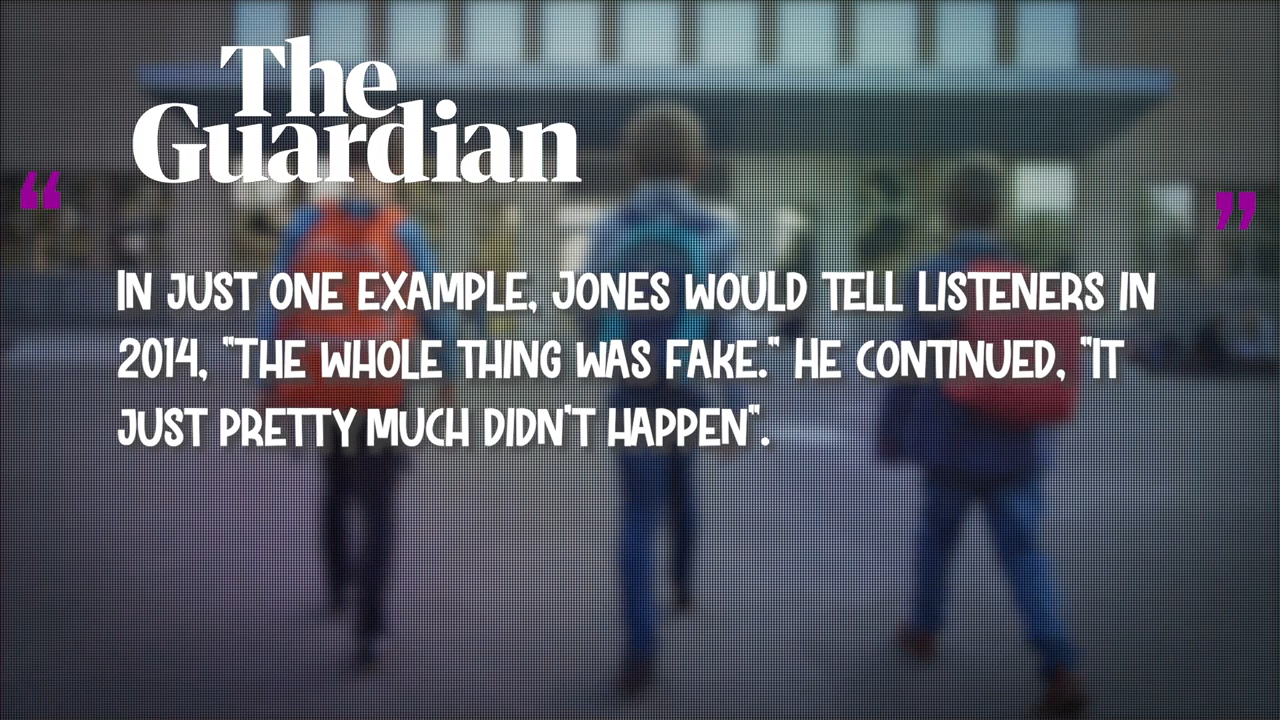 The
Guardian
“ ”
IN JUST ONE EXAMPLE, JONES WOULD TELL LISTENERS IN
2014, "THE WHOLE THING WAS FAKE." HE CONTINUED, "IT
JUST PRETTY MUCH DIDN'T HAPPEN".